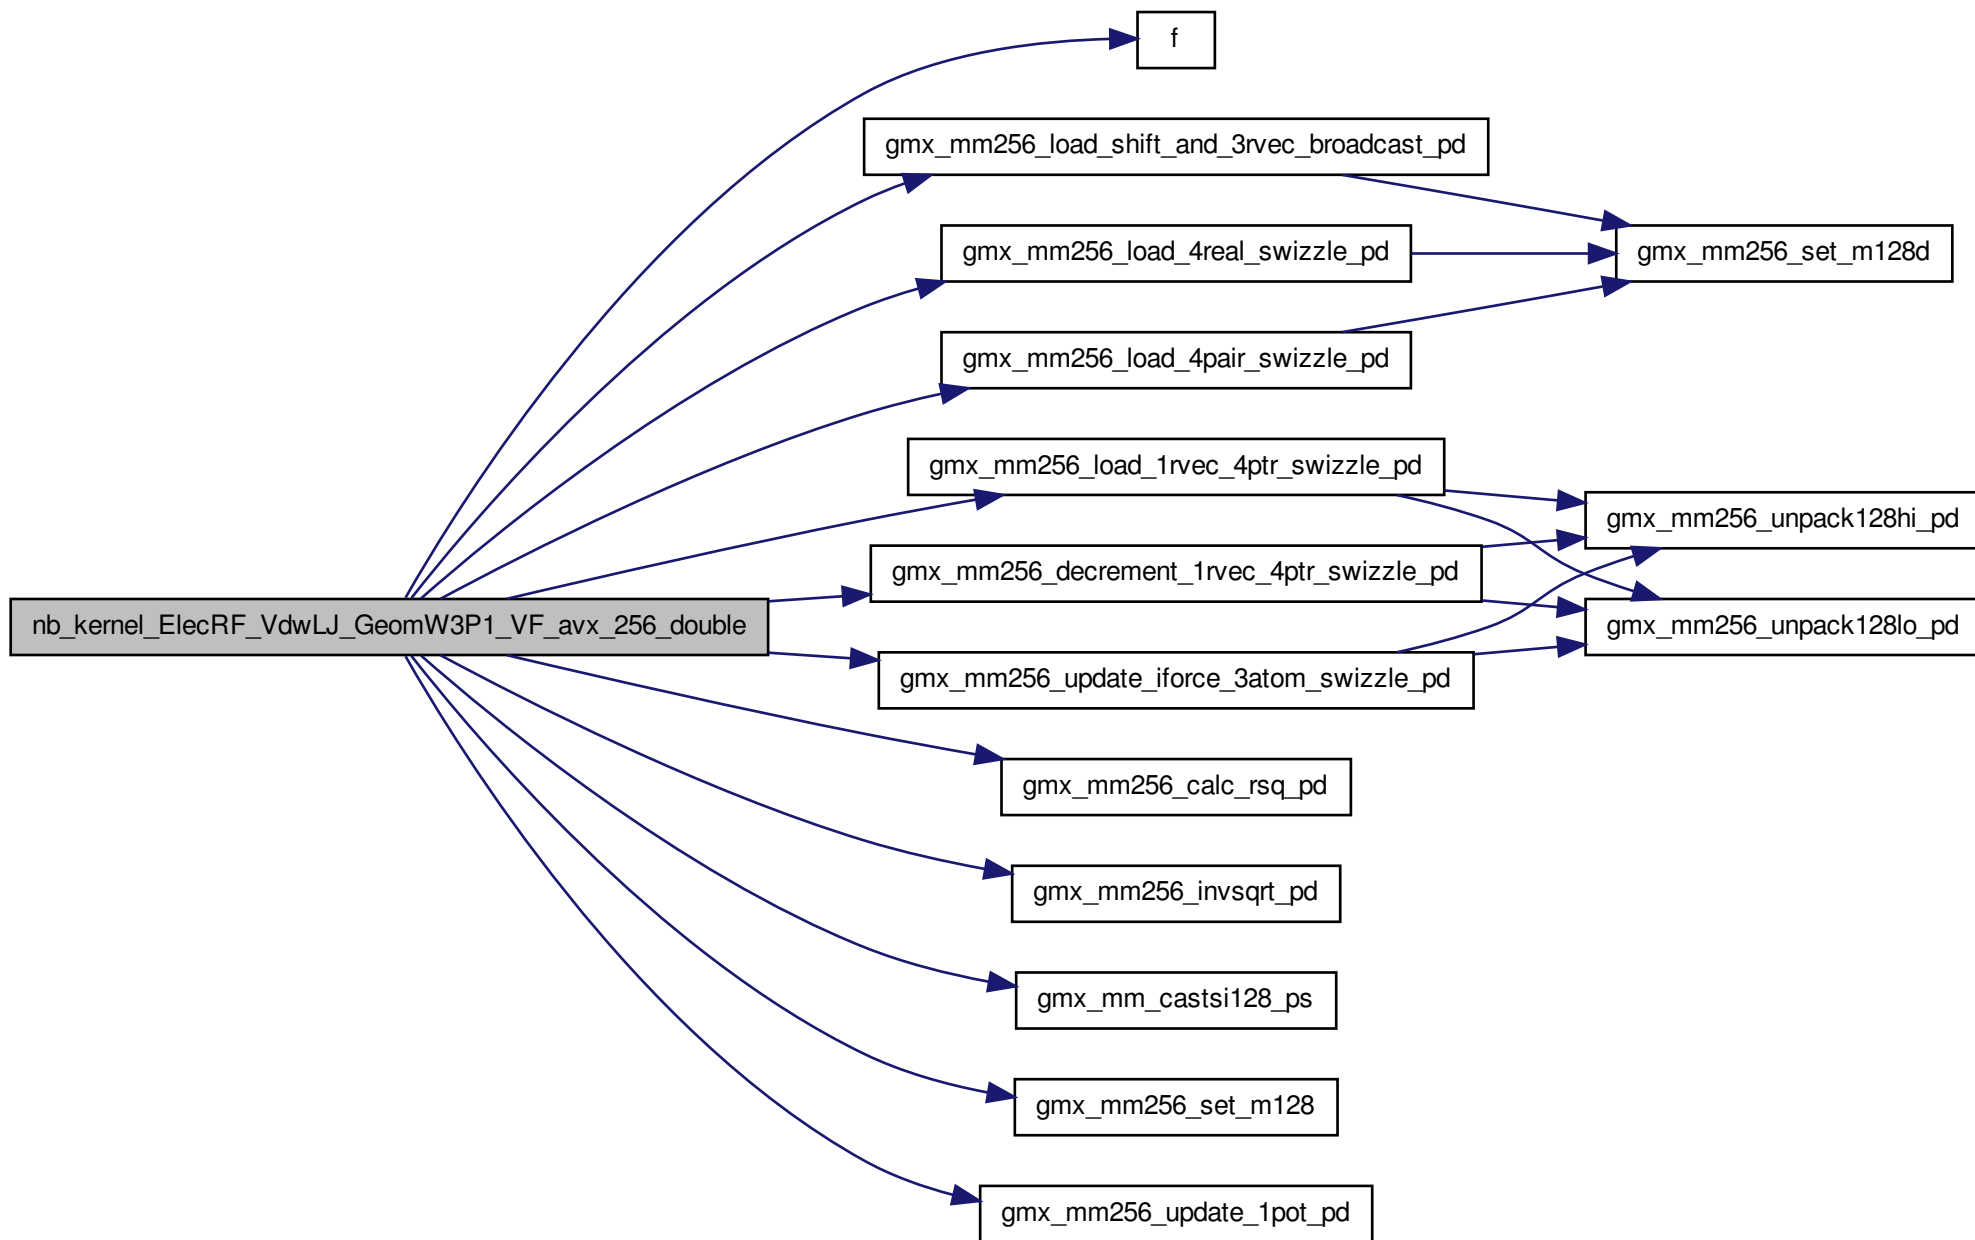 f
gmx_mm256_load_shift_and_3rvec_broadcast_pd
gmx_mm256_load_4real_swizzle_pd
gmx_mm256_set_m128d
gmx_mm256_load_4pair_swizzle_pd
gmx_mm256_load_1rvec_4ptr_swizzle_pd
gmx_mm256_unpack128hi_pd
gmx_mm256_decrement_1rvec_4ptr_swizzle_pd
nb_kernel_ElecRF_VdwLJ_GeomW3P1_VF_avx_256_double
gmx_mm256_unpack128lo_pd
gmx_mm256_update_iforce_3atom_swizzle_pd
gmx_mm256_calc_rsq_pd
gmx_mm256_invsqrt_pd
gmx_mm_castsi128_ps
gmx_mm256_set_m128
gmx_mm256_update_1pot_pd